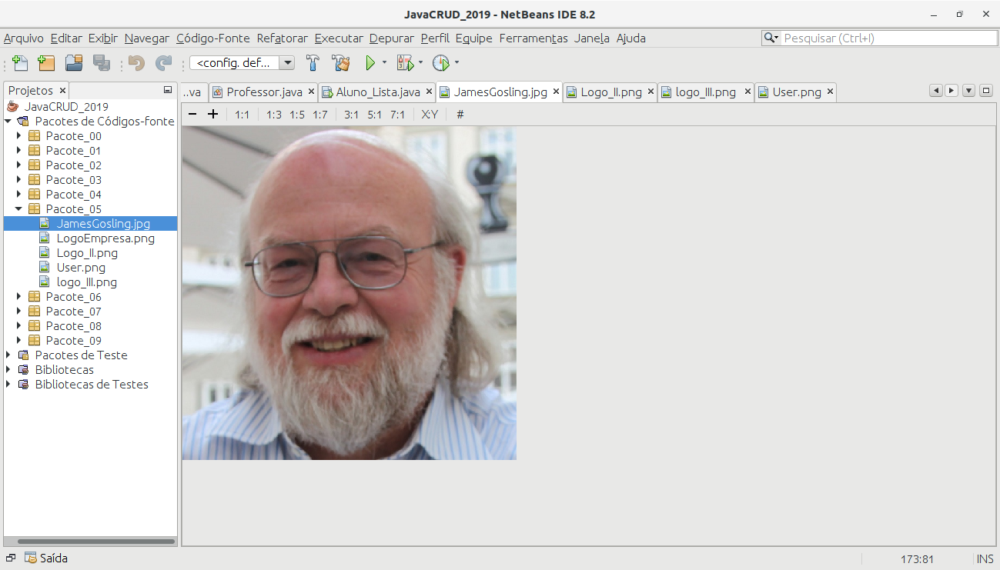 JavaCRUD_2019 - NetBeans IDE 8.2
Arquivo Editar Exibir Navegar Código-Fonte Refatorar Executar Depurar Perfil Equipe Ferramentas Janela Ajuda
Pesquisar (Ctrl+I)
<config. def...
Projetos
..va Professor.java Aluno_Lista.java JamesGosling.jpg Logo_II.png logo_III.png User.png
1:1 1:3 1:5 1:7 3:1 5:1 7:1 X:Y #
JavaCRUD_2019
Pacotes de Códigos-fonte
Pacote_00
Pacote_01
Pacote_02
Pacote_03
Pacote_04
Pacote_05
JamesGosling.jpg
LogoEmpresa.png
Logo_II.png
User.png
logo_III.png
Pacote_06
Pacote_07
Pacote_08
Pacote_09
Pacotes de Teste
Bibliotecas
Bibliotecas de Testes
Saída
173:81 INS